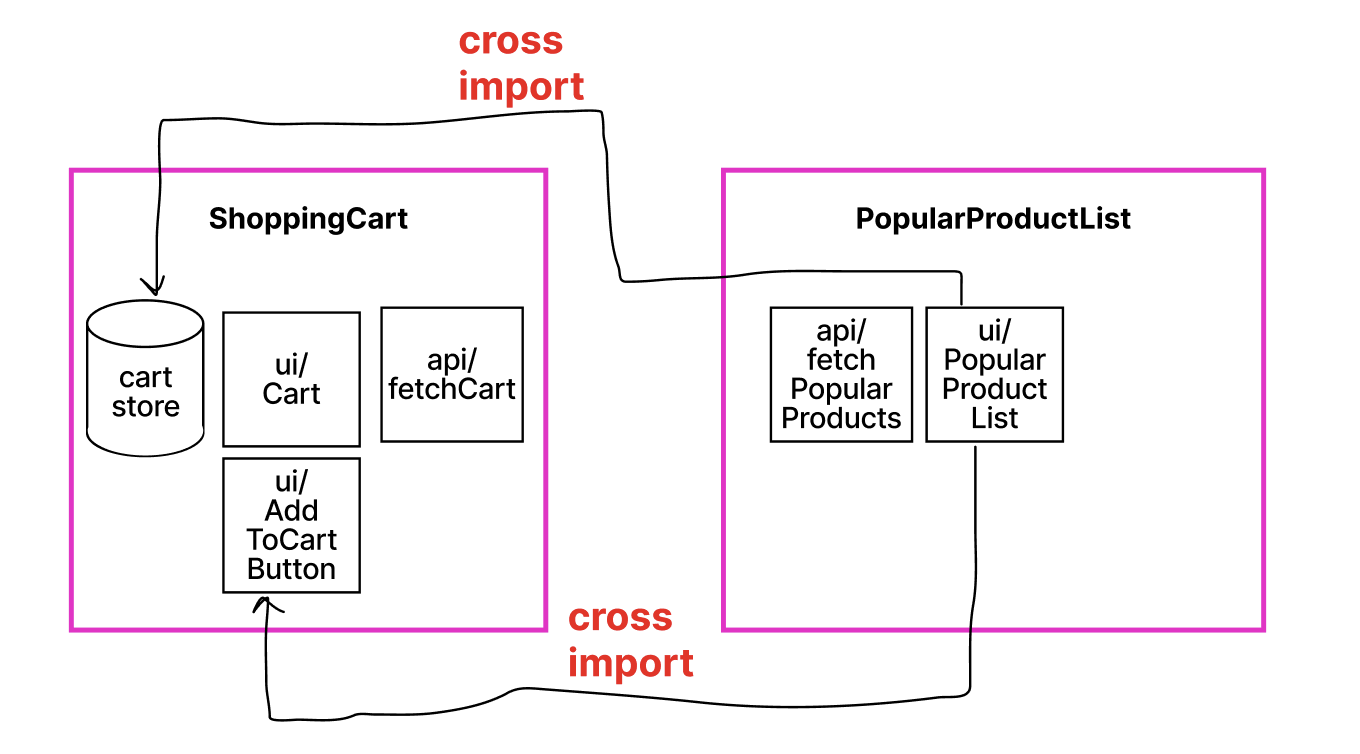 cross
import
ShoppingCart
PopularProductList
cart
store
ui/
Cart
api/
fetchCart
ui/
Add
ToCart
Button
api/
fetch
Popular
Products
ui/
Popular
Product
List
cross
import